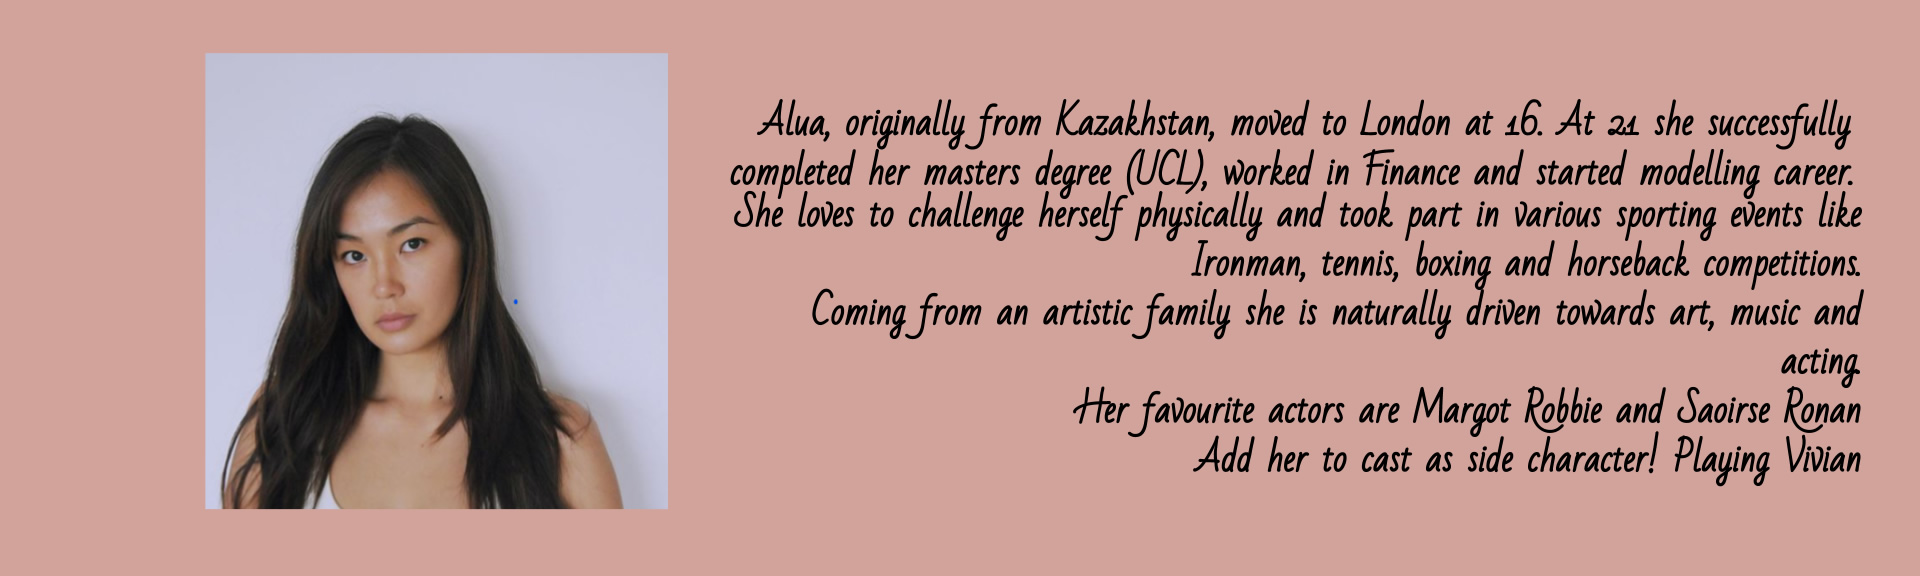 Alua, originally from Kazakhstan, moved to London at 16. At 21 she successfully
completed her masters degree (UCL), worked in Finance and started modelling career.
She loves to challenge herself physically and took part in various sporting events like
Ironman, tennis, boxing and horseback competitions.
Coming from an artistic family she is naturally driven towards art, music and
acting.
Her favourite actors are Margot Robbie and Saoirse Ronan
Add her to cast as side character! Playing Vivian